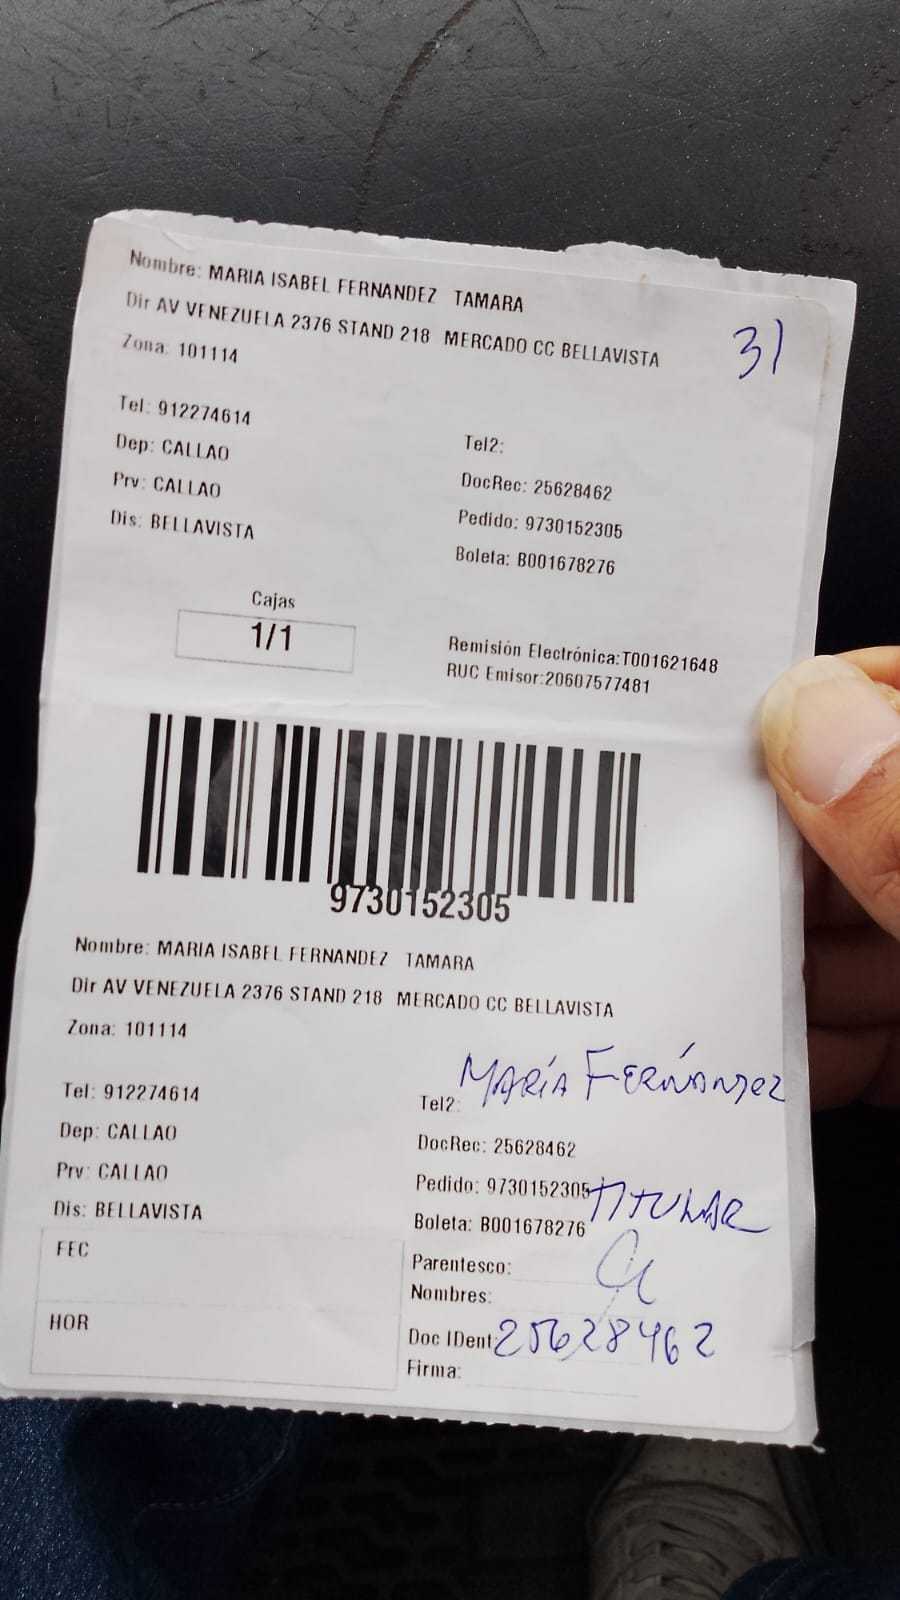 Nombre: MARIA ISABEL FERNANDEZ TAMARA
Dir AV VENEZUELA 2376 STAND 218 MERCADO CC BELLAVISTA
31
Zona: 101114
Tel: 912274614
Tel2:
Dep: CALLAO
DocRec: 25628462
Prv: CALLAO
Pedido: 9730152305
Dis: BELLAVISTA
Boleta: B001678276
Cajas
1/1
Remisión Electrónica:T001621648
RUC Emisor:20607577481
9730152305
Nombre: MARIA ISABEL FERNANDEZ TAMARA
Dir AV VENEZUELA 2376 STAND 218 MERCADO CC BELLAVISTA
Zona: 101114
MARÍA FERNÁNDEZ
Tel: 912274614
Tel2:
Dep: CALLAO
DocRec: 25628462
Prv: CALLAO
Pedido: 9730152305
TITULAR
Dis: BELLAVISTA
Boleta: B001678276
FEC
Parentesco:
Nombres:
HOR
Doc IDent: 25628462
Firma: